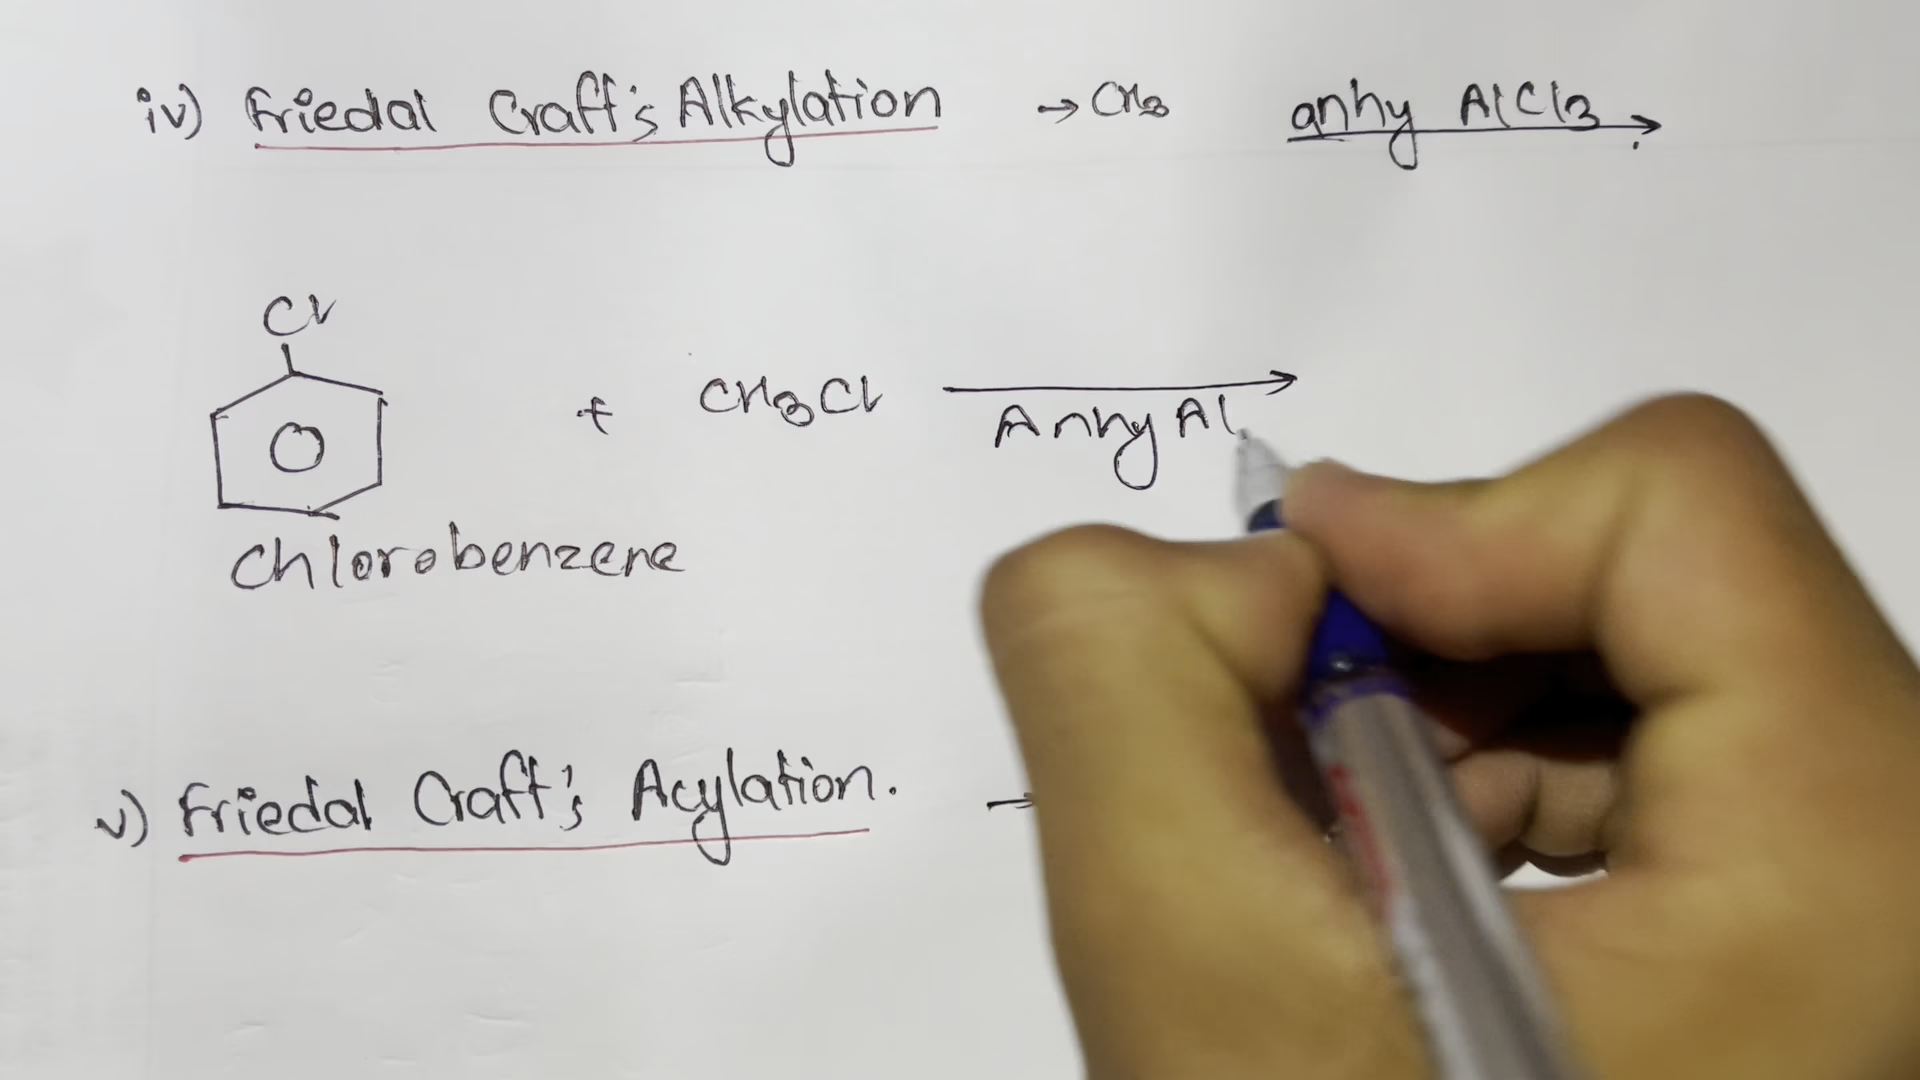 iv) Friedal Craft's Alkylation → CH3 anhy AlCl3 →
Cl
+ CH3Cl →
Anhy Al
Chlorobenzene
v) Friedal Craft's Acylation. →